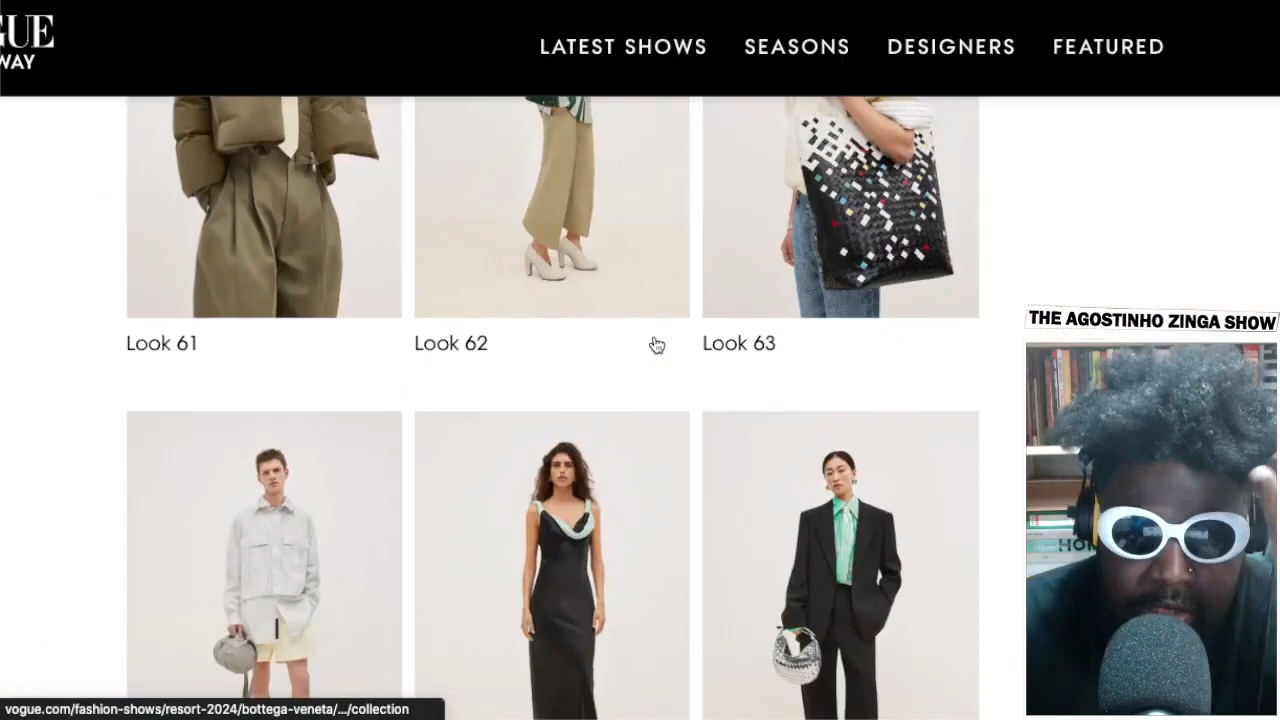 GUE
WAY
LATEST SHOWS SEASONS DESIGNERS FEATURED
Look 61 Look 62 Look 63
THE AGOSTINHO ZINGA SHOW
vogue.com/fashion-shows/resort-2024/bottega-veneta/.../collection